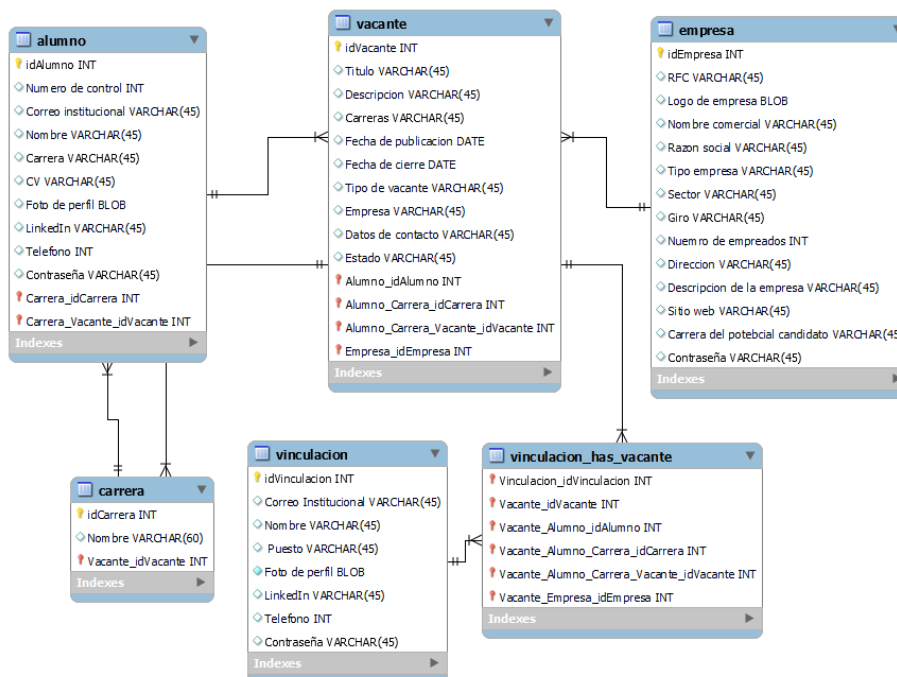 alumno
idAlumno INT
Numero de control INT
Correo institucional VARCHAR(45)
Nombre VARCHAR(45)
Carrera VARCHAR(45)
CV VARCHAR(45)
Foto de perfil BLOB
LinkedIn VARCHAR(45)
Telefono INT
Contraseña VARCHAR(45)
Carrera_idCarrera INT
Carrera_Vacante_idVacante INT
Indexes
vacante
idVacante INT
Titulo VARCHAR(45)
Descripcion VARCHAR(45)
Carreras VARCHAR(45)
Fecha de publicacion DATE
Fecha de cierre DATE
Tipo de vacante VARCHAR(45)
Empresa VARCHAR(45)
Datos de contacto VARCHAR(45)
Estado VARCHAR(45)
Alumno_idAlumno INT
Alumno_Carrera_idCarrera INT
Alumno_Carrera_Vacante_idVacante INT
Empresa_idEmpresa INT
Indexes
empresa
idEmpresa INT
RFC VARCHAR(45)
Logo de empresa BLOB
Nombre comercial VARCHAR(45)
Razon social VARCHAR(45)
Tipo empresa VARCHAR(45)
Sector VARCHAR(45)
Giro VARCHAR(45)
Nuemro de empreados INT
Direccion VARCHAR(45)
Descripcion de la empresa VARCHAR(45)
Sitio web VARCHAR(45)
Carrera del potebcial candidato VARCHAR(45
Contraseña VARCHAR(45)
Indexes
carrera
idCarrera INT
Nombre VARCHAR(60)
Vacante_idVacante INT
Indexes
vinculacion
idVinculacion INT
Correo Institucional VARCHAR(45)
Nombre VARCHAR(45)
Puesto VARCHAR(45)
Foto de perfil BLOB
LinkedIn VARCHAR(45)
Telefono INT
Contraseña VARCHAR(45)
Indexes
vinculacion_has_vacante
Vinculacion_idVinculacion INT
Vacante_idVacante INT
Vacante_Alumno_idAlumno INT
Vacante_Alumno_Carrera_idCarrera INT
Vacante_Alumno_Carrera_Vacante_idVacante INT
Vacante_Empresa_idEmpresa INT
Indexes